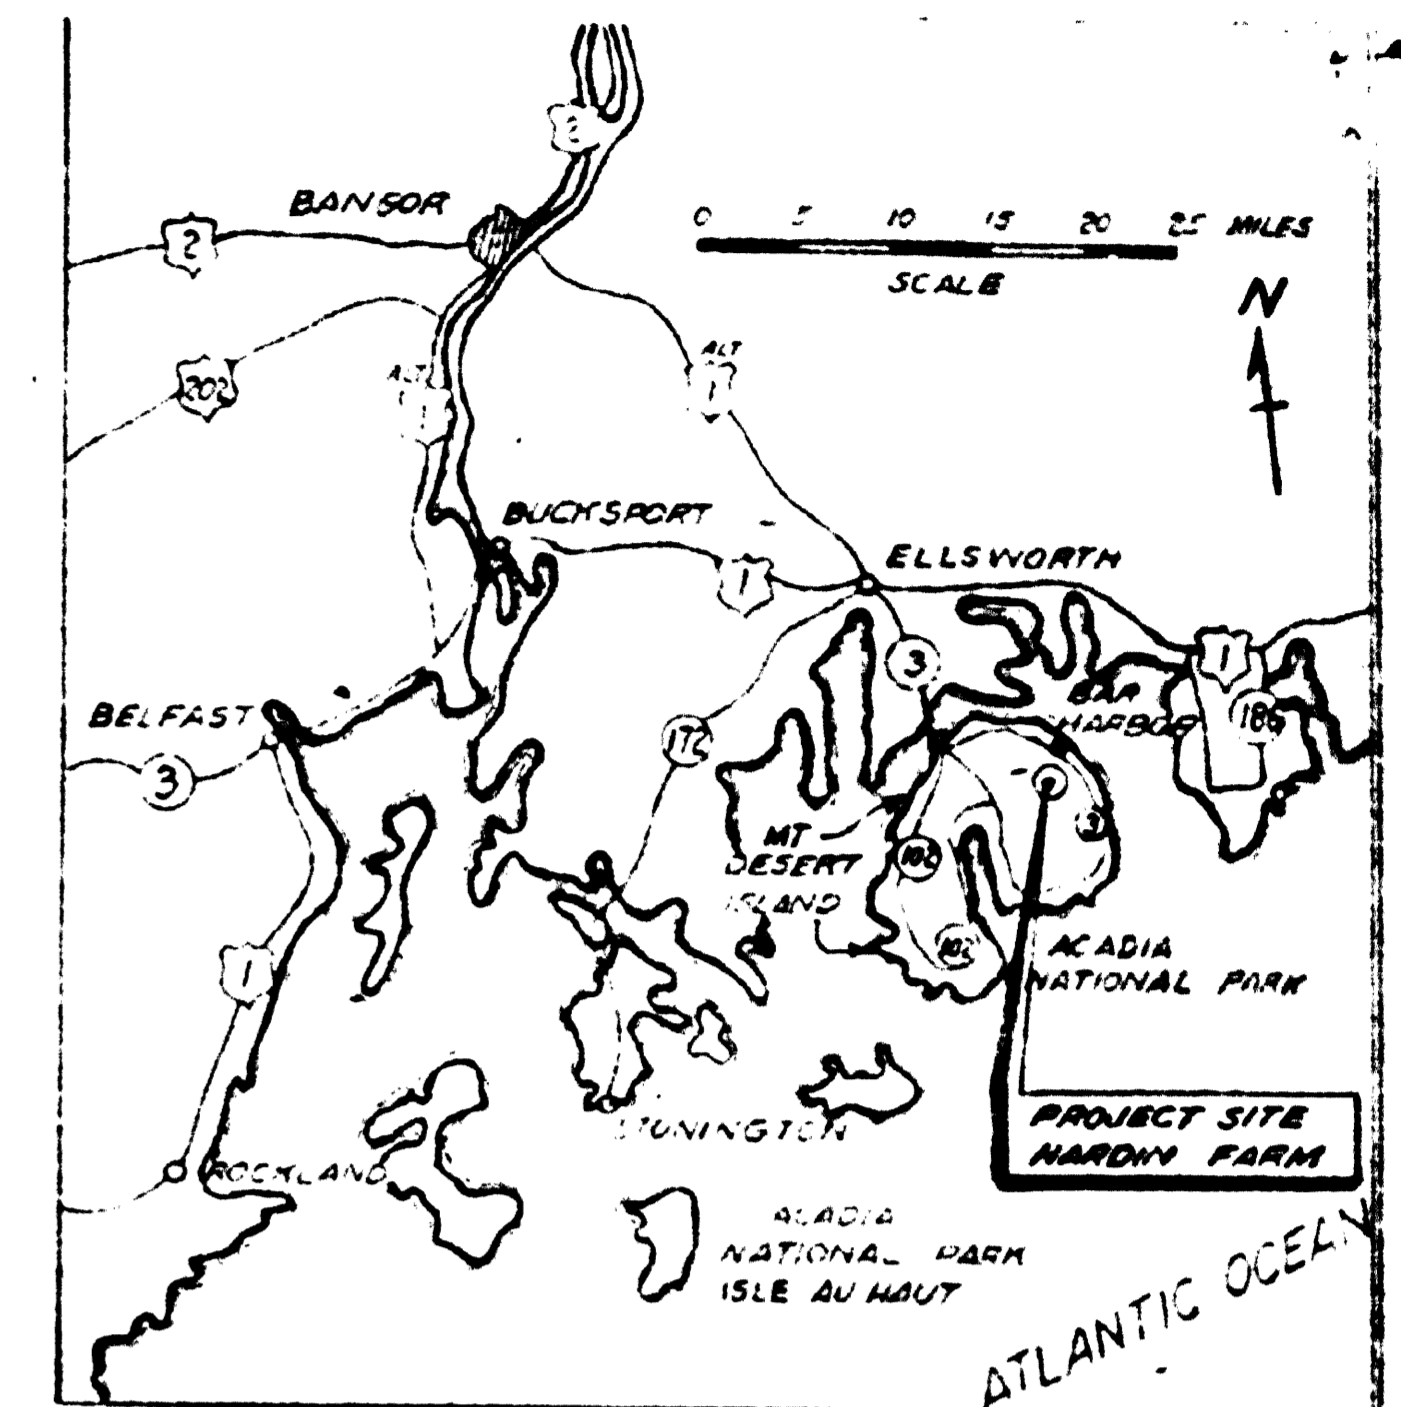 BANGOR
2
0 5 10 15 20 25 MILES
SCALE
N
202
ALT
1
ALT
1
BUCKSPORT
1
ELLSWORTH
3
1
BAR
HARBOR
186
BELFAST
3
172
3
MT
DESERT
ISLAND
102
102
ACADIA
NATIONAL PARK
1
STONINGTON
PROJECT SITE
HARDIN FARM
ROCKLAND
ACADIA
NATIONAL PARK
ISLE AU HAUT
ATLANTIC OCEAN